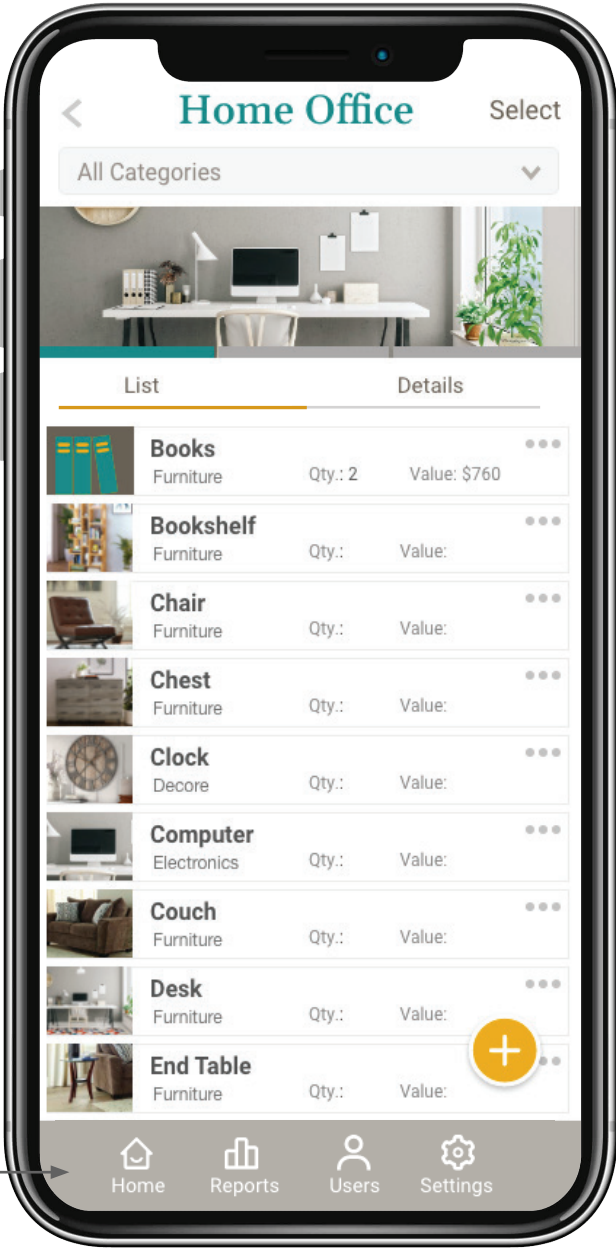 Home Office
Select
All Categories
List
Details
Books
Furniture Qty.: 2 Value: $760
Bookshelf
Furniture Qty.: Value:
Chair
Furniture Qty.: Value:
Chest
Furniture Qty.: Value:
Clock
Decore Qty.: Value:
Computer
Electronics Qty.: Value:
Couch
Furniture Qty.: Value:
Desk
Furniture Qty.: Value:
End Table
Furniture Qty.: Value:
Home Reports Users Settings